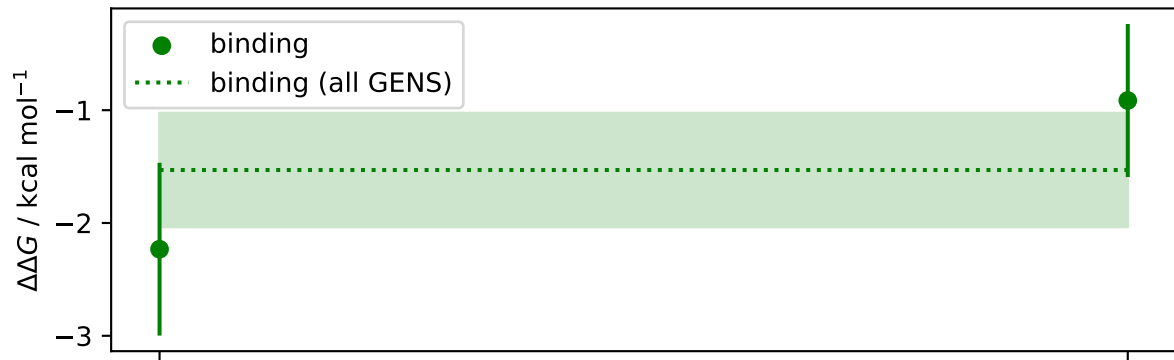 binding
binding (all GENS)
ΔΔG / kcal mol⁻¹
−1
−2
−3